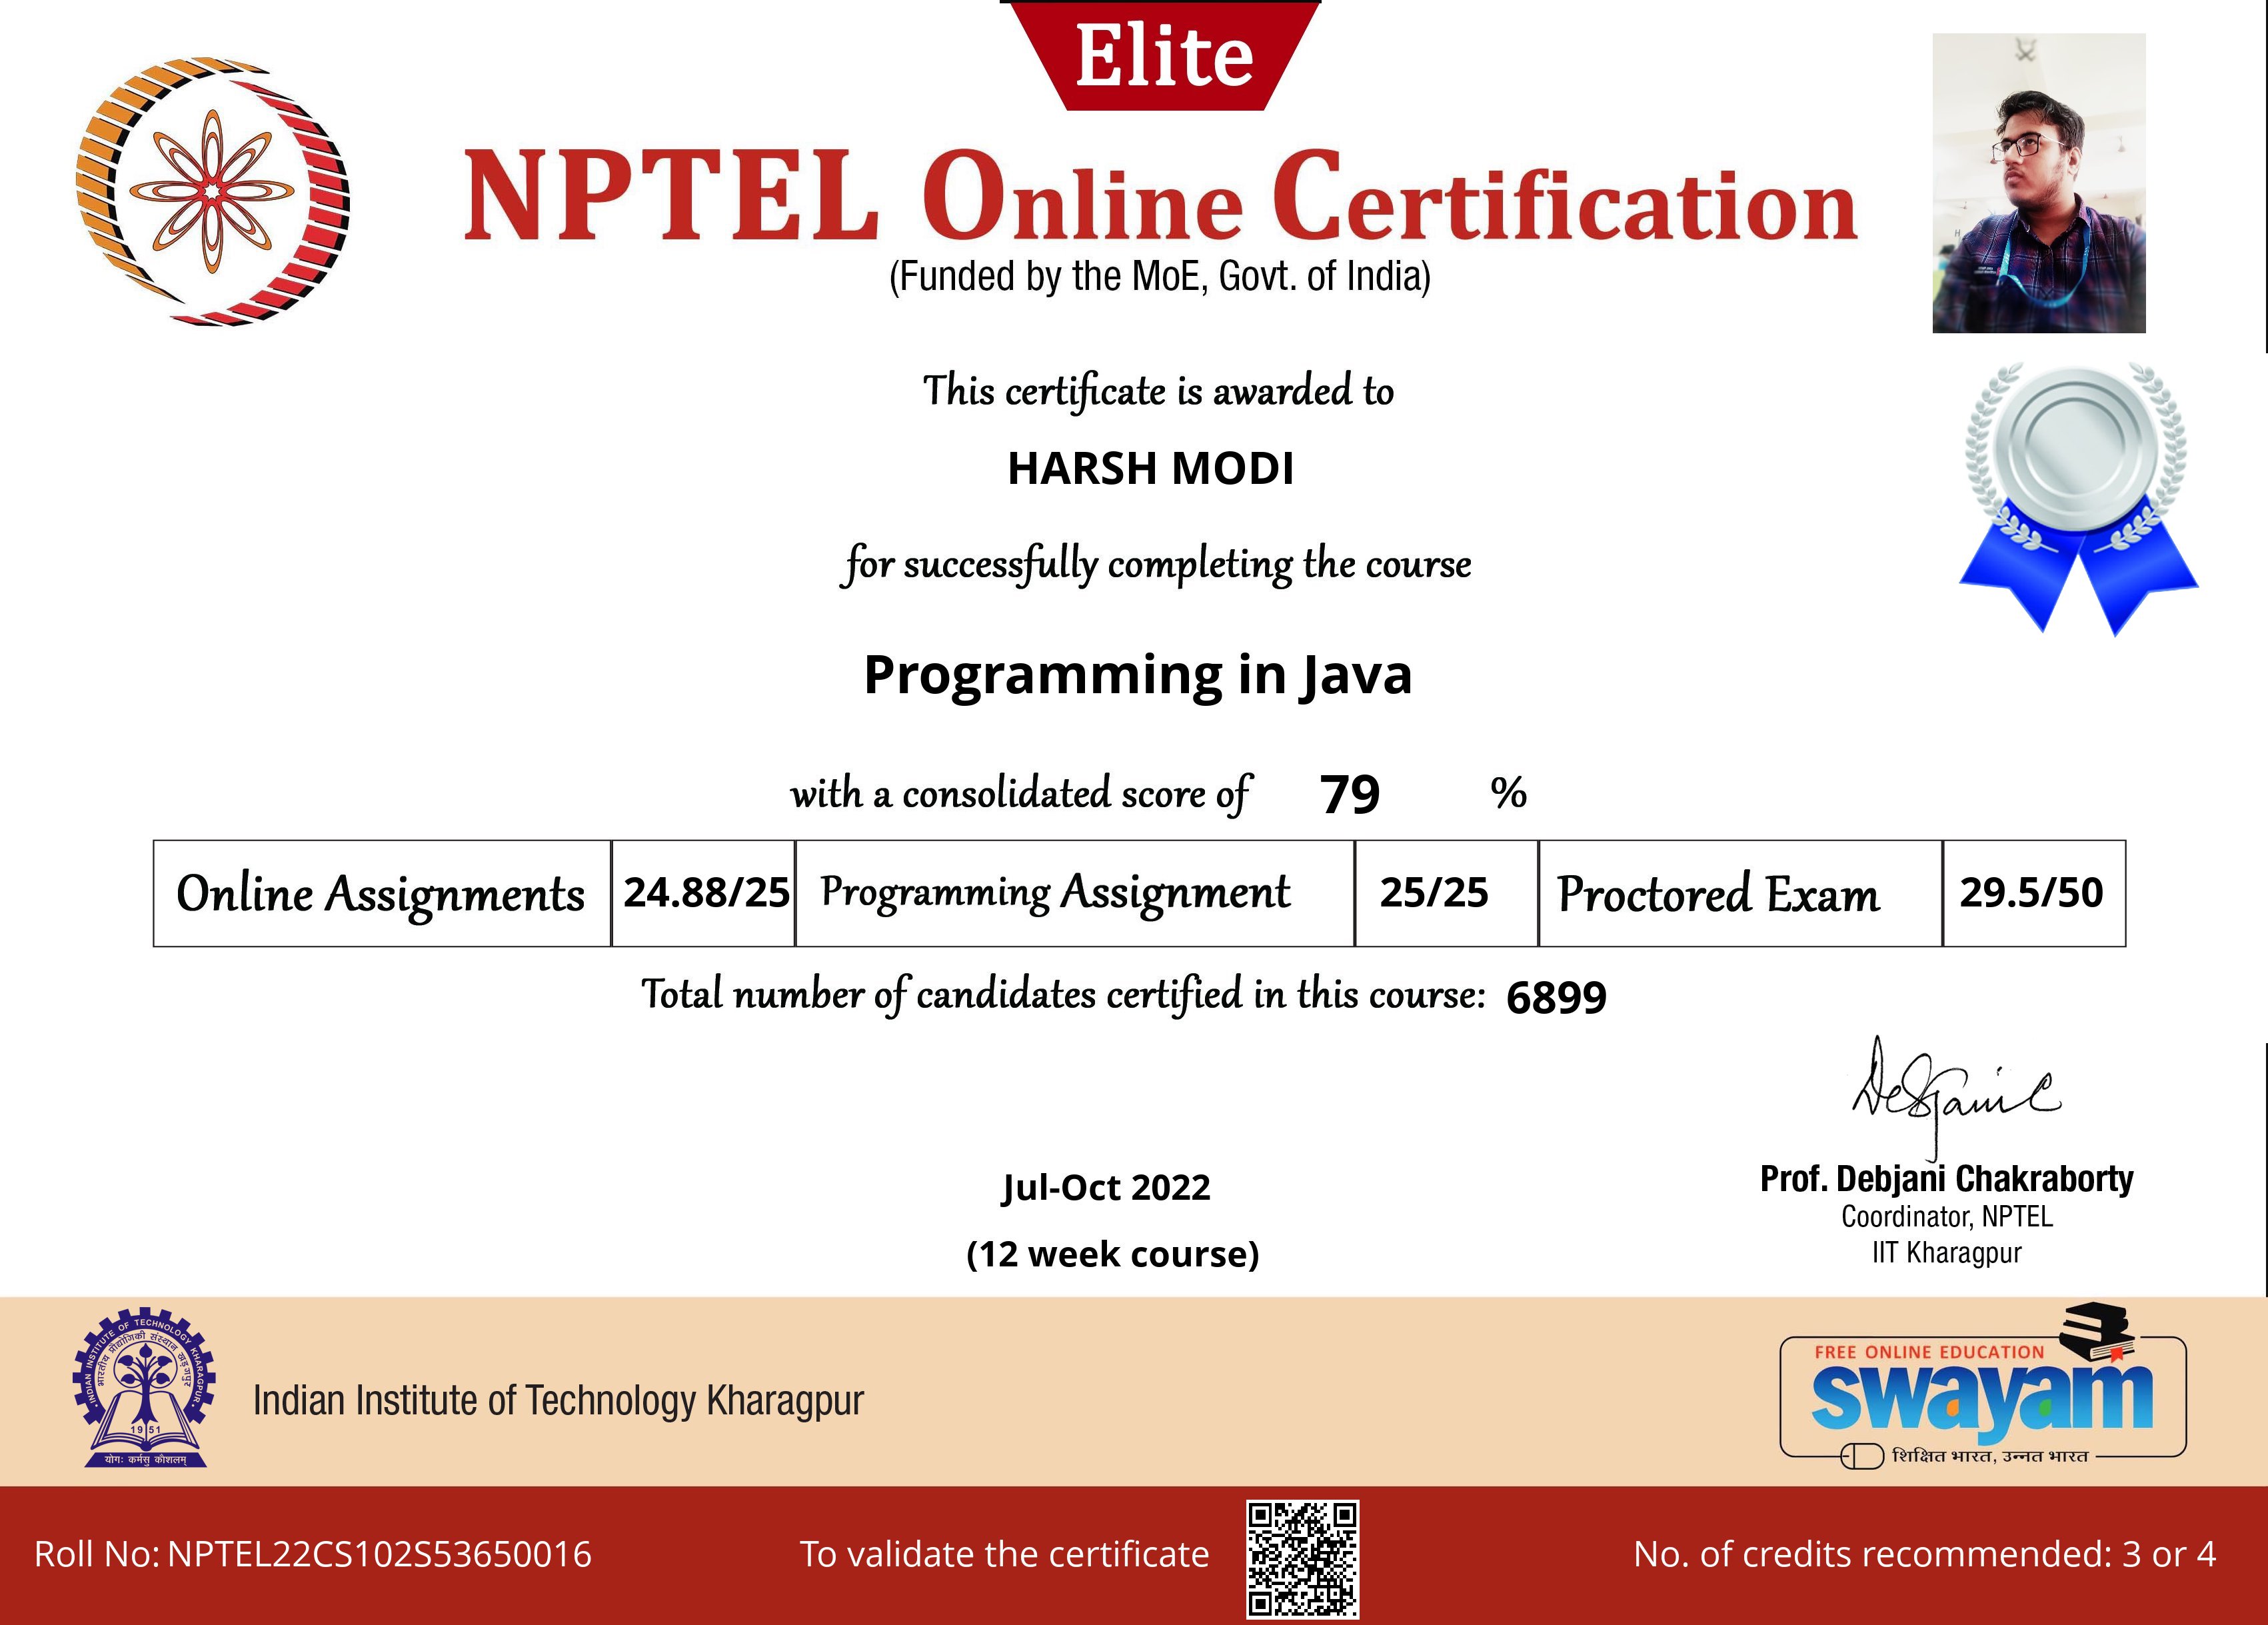 Elite
NPTEL Online Certification
(Funded by the MoE, Govt. of India)
This certificate is awarded to
HARSH MODI
for successfully completing the course
Programming in Java
with a consolidated score of 79 %
Online Assignments 24.88/25 Programming Assignment 25/25 Proctored Exam 29.5/50
Total number of candidates certified in this course: 6899
Jul-Oct 2022
(12 week course)
Prof. Debjani Chakraborty
Coordinator, NPTEL
IIT Kharagpur
INDIAN INSTITUTE OF TECHNOLOGY KHARAGPUR
भारतीय प्रौद्योगिकी संस्थान खड़गपुर
1951
योगः कर्मसु कौशलम्
Indian Institute of Technology Kharagpur
FREE ONLINE EDUCATION
swayam
शिक्षित भारत, उन्नत भारत
Roll No: NPTEL22CS102S53650016
To validate the certificate
No. of credits recommended: 3 or 4